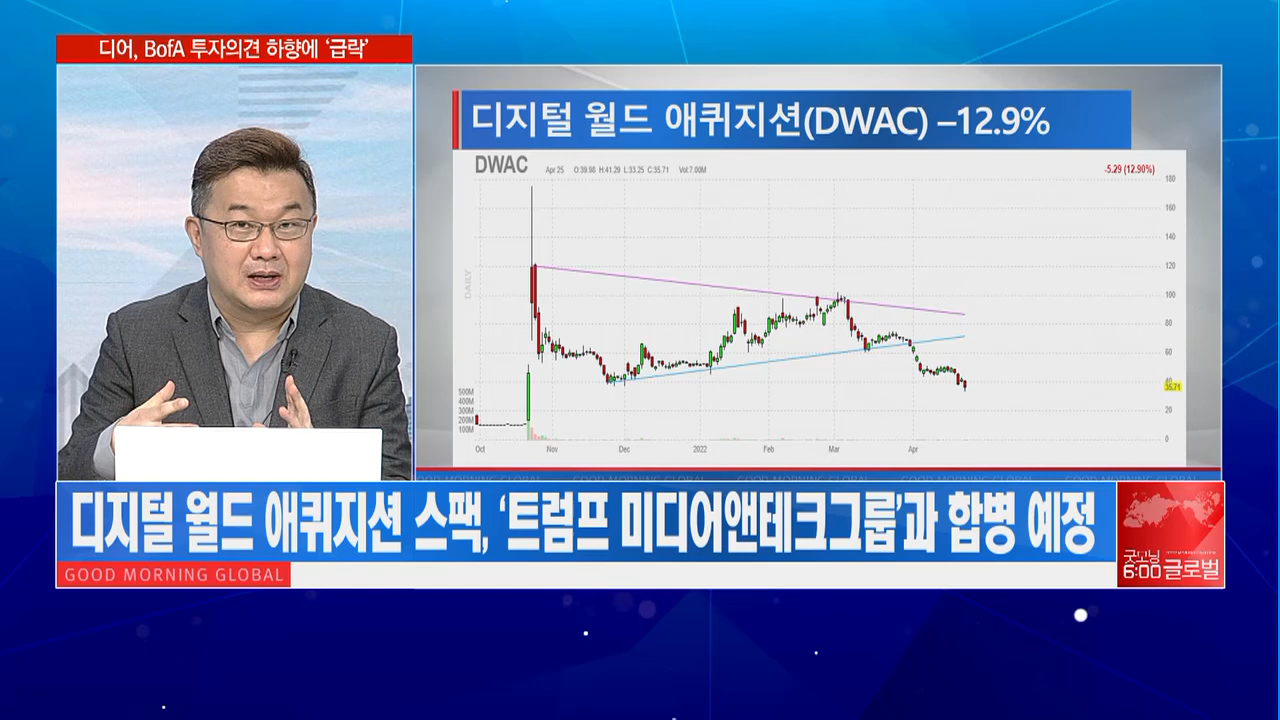 디어, BofA 투자의견 하향에 ‘급락’
디지털 월드 애퀴지션(DWAC) –12.9%
DWAC Apr 25 O:39.98 H:41.29 L:33.25 C:35.71 Vol:7.00M -5.29 (12.90%)
180
160
140
120
100
80
60
40
35.71
20
0
DAILY
500M
400M
300M
200M
100M
Oct Nov Dec 2022 Feb Mar Apr
GOOD MORNING GLOBAL
디지털 월드 애퀴지션 스팩, ‘트럼프 미디어앤테크그룹’과 합병 예정
GOOD MORNING GLOBAL
굿모닝
6:00 글로벌